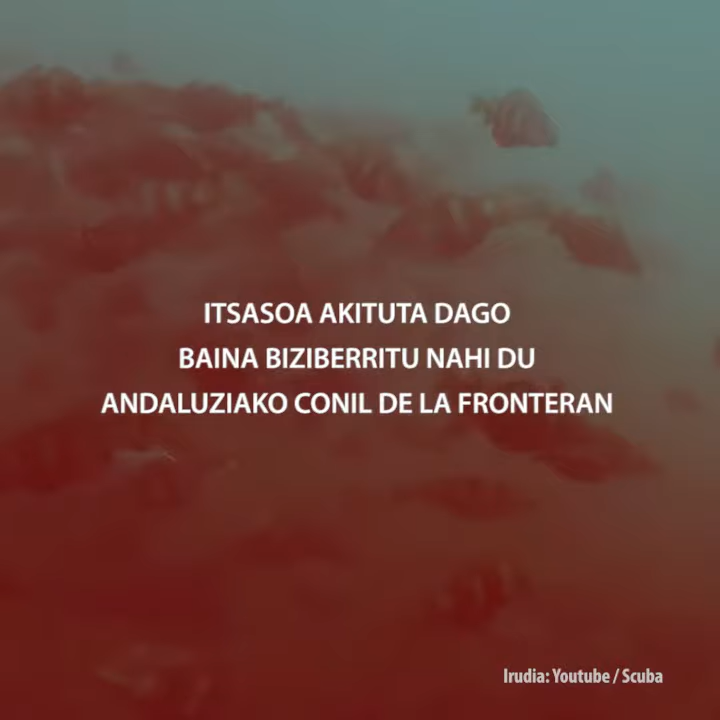 ITSASOA AKITUTA DAGO
BAINA BIZIBERRITU NAHI DU
ANDALUZIAKO CONIL DE LA FRONTERAN
Irudia: Youtube / Scuba